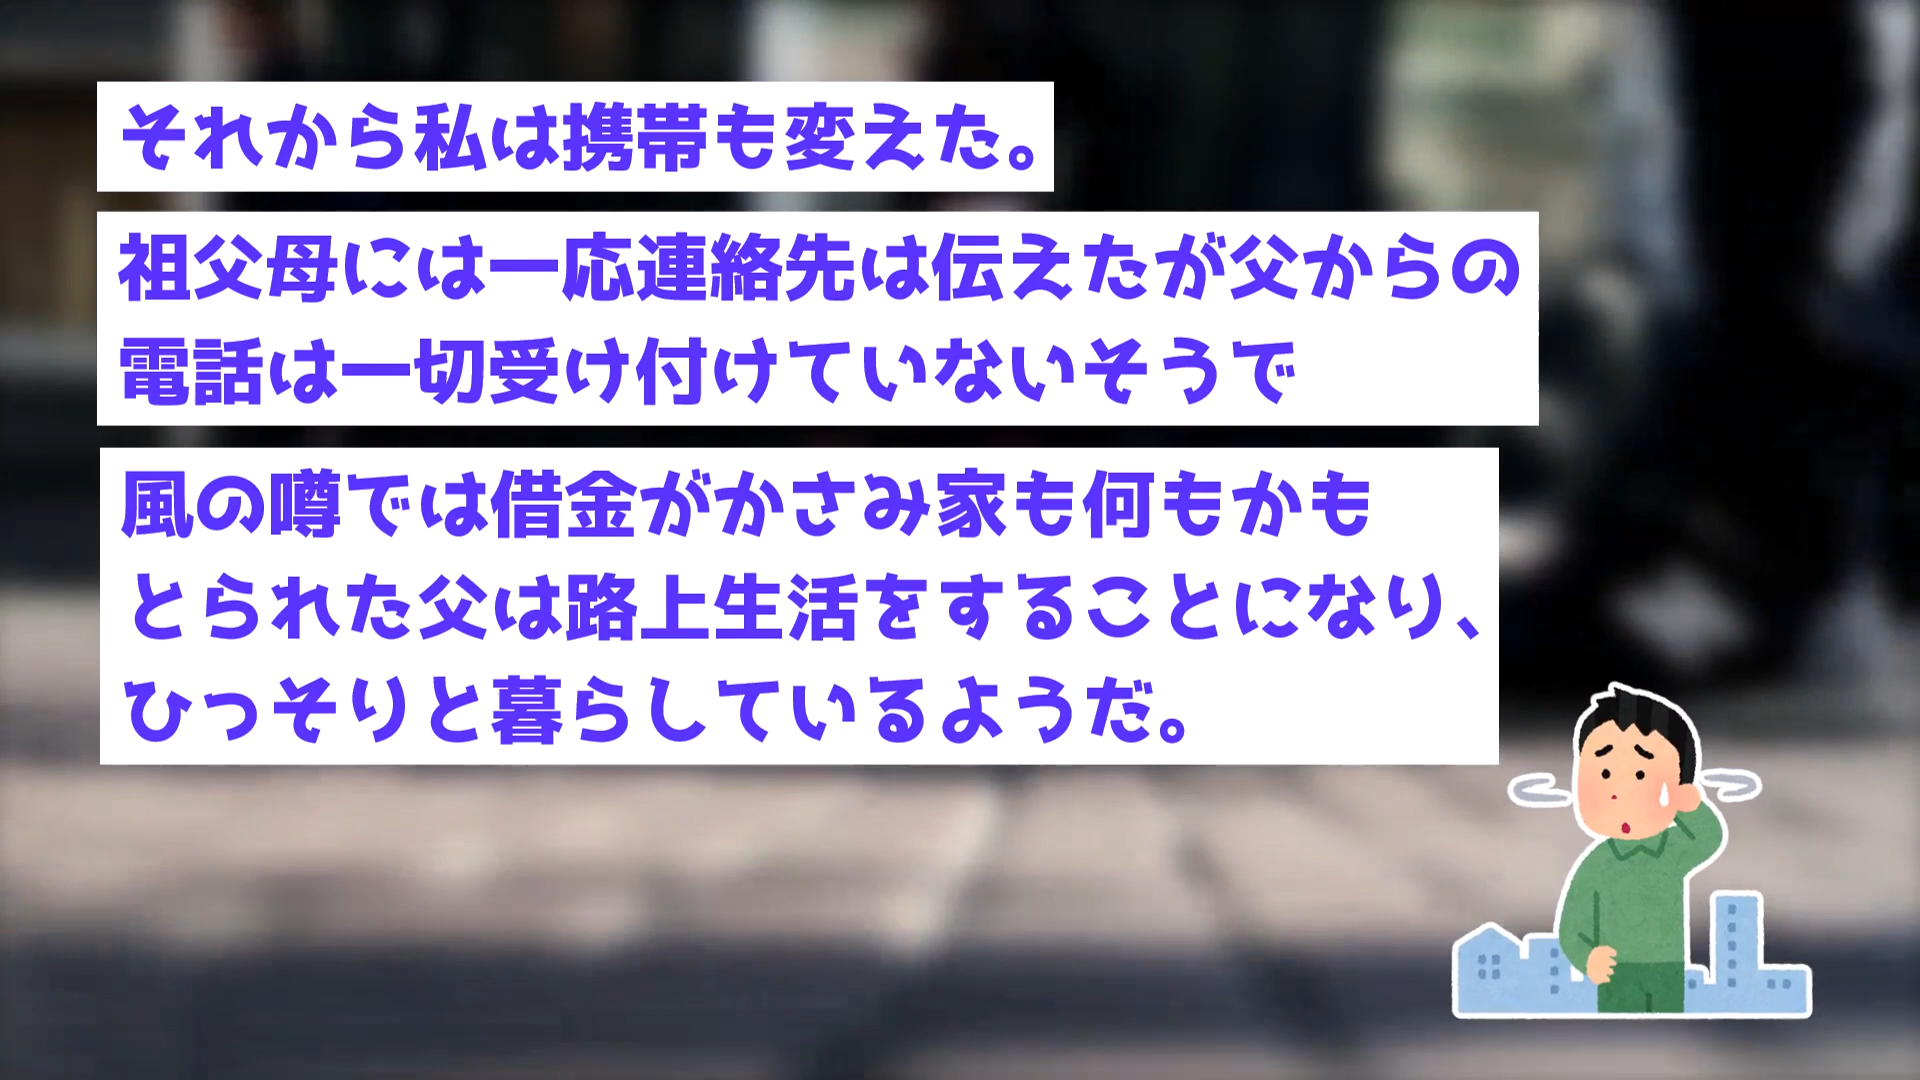 それから私は携帯も変えた。
祖父母には一応連絡先は伝えたが父からの
電話は一切受け付けていないそうで
風の噂では借金がかさみ家も何もかも
とられた父は路上生活をすることになり、
ひっそりと暮らしているようだ。